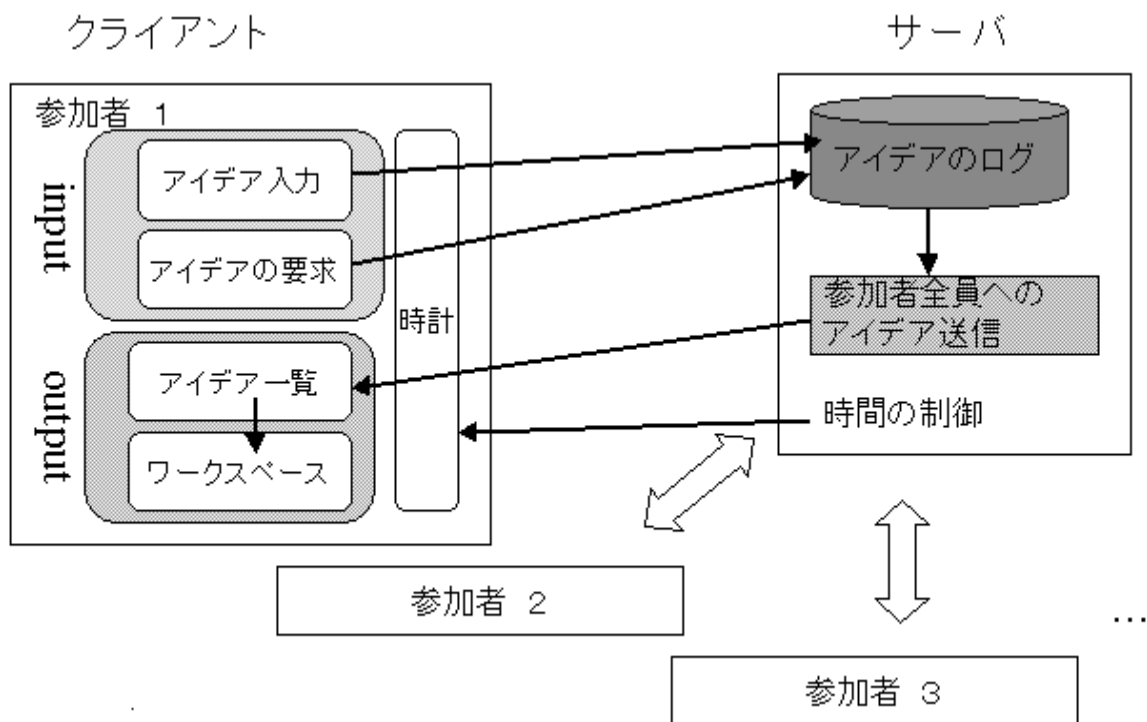 クライアント
サーバ
参加者 1
input
アイデア入力
アイデアの要求
時計
output
アイデア一覧
ワークスペース
アイデアのログ
参加者全員への
アイデア送信
時間の制御
参加者 2
参加者 3
…